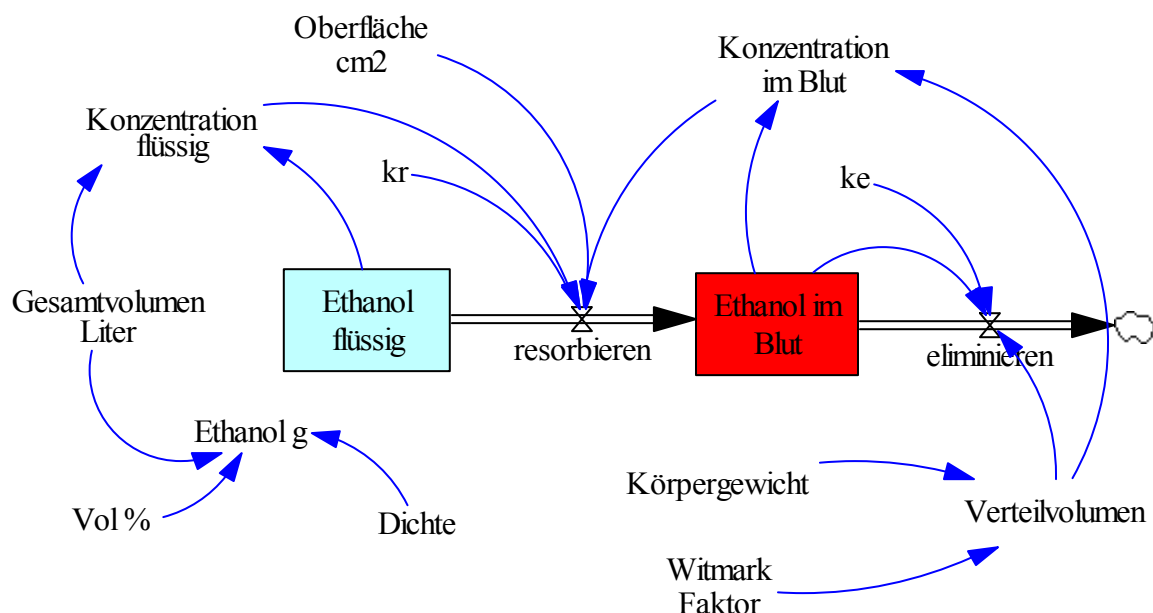 Oberfläche
cm2
Konzentration
im Blut
Konzentration
flüssig
kr
ke
Gesamtvolumen
Liter
Ethanol
flüssig
resorbieren
Ethanol im
Blut
eliminieren
Ethanol g
Vol %
Dichte
Körpergewicht
Verteilvolumen
Witmark
Faktor